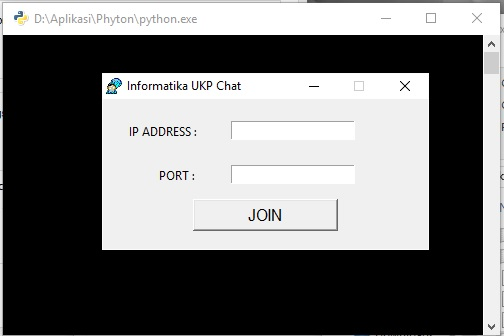 D:\Aplikasi\Phyton\python.exe
Informatika UKP Chat
IP ADDRESS :
PORT :
JOIN